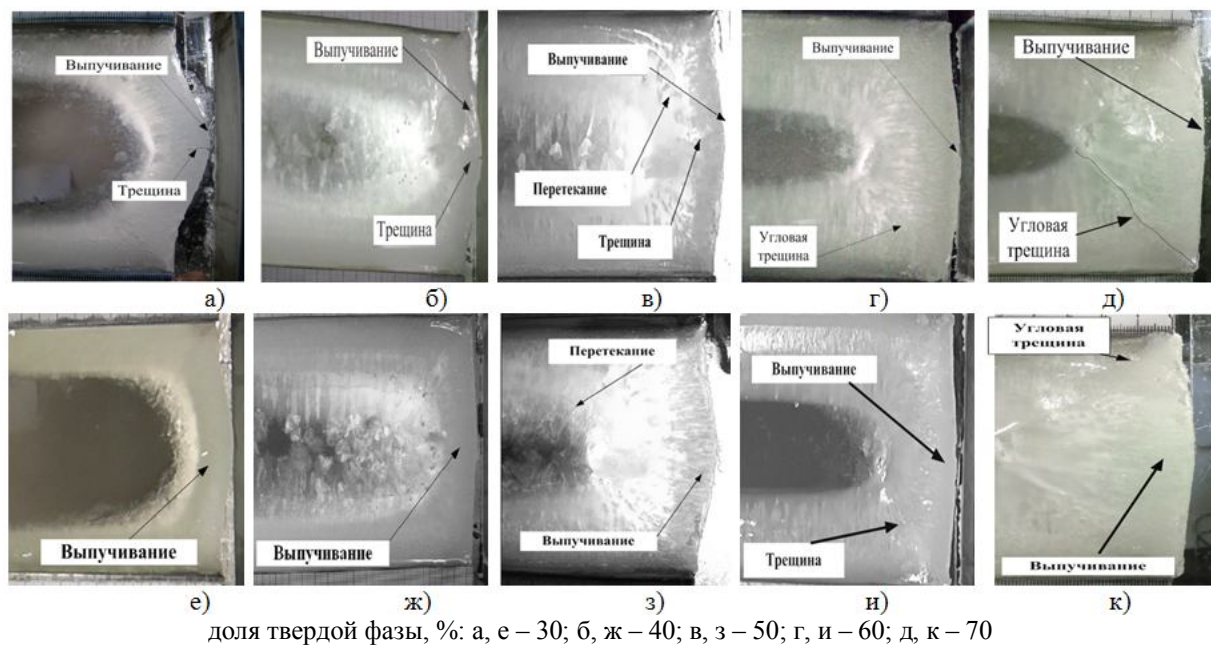 Выпучивание
Трещина
а)
Выпучивание
Трещина
б)
Выпучивание
Перетекание
Трещина
в)
Выпучивание
Угловая
трещина
г)
Выпучивание
Угловая
трещина
д)
Выпучивание
е)
Выпучивание
ж)
Перетекание
Выпучивание
з)
Выпучивание
Трещина
и)
Угловая
трещина
Выпучивание
к)
доля твердой фазы, %: а, е – 30; б, ж – 40; в, з – 50; г, и – 60; д, к – 70